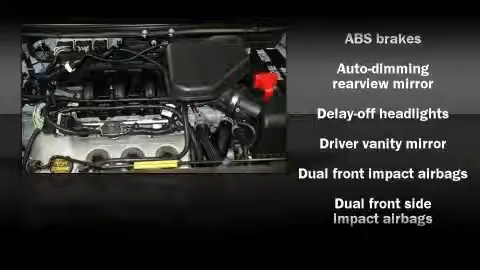 ABS brakes
Auto-dimming
rearview mirror
Delay-off headlights
Driver vanity mirror
Dual front impact airbags
Dual front side
impact airbags